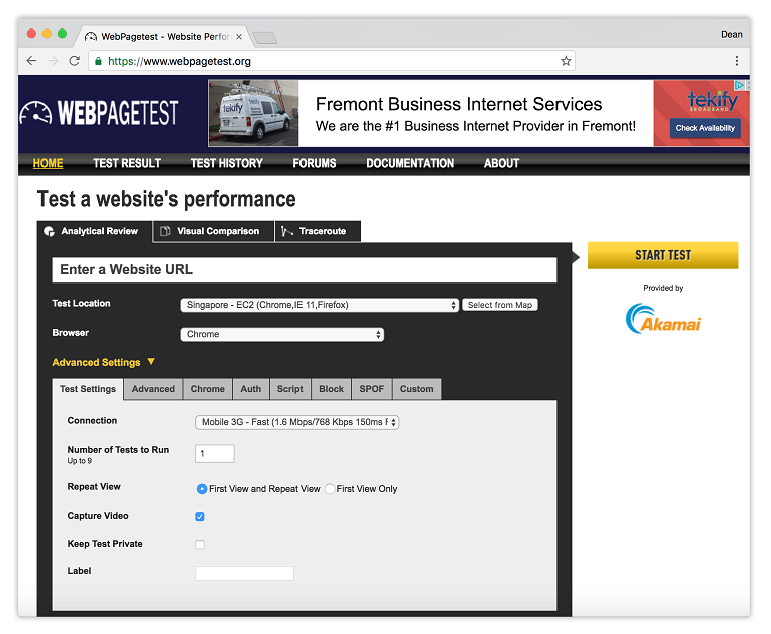 WebPagetest - Website Perfor
Dean
https://www.webpagetest.org
WEBPAGETEST
tekify
Fremont Business Internet Services
We are the #1 Business Internet Provider in Fremont!
tekify
BROADBAND
Check Availability
HOME TEST RESULT TEST HISTORY FORUMS DOCUMENTATION ABOUT
Test a website's performance
Analytical Review Visual Comparison Traceroute
START TEST
Enter a Website URL
Provided by
Akamai
Test Location Singapore - EC2 (Chrome,IE 11,Firefox) Select from Map
Browser Chrome
Advanced Settings
Test Settings Advanced Chrome Auth Script Block SPOF Custom
Connection Mobile 3G - Fast (1.6 Mbps/768 Kbps 150ms F
Number of Tests to Run 1
Up to 9
Repeat View First View and Repeat View First View Only
Capture Video
Keep Test Private
Label